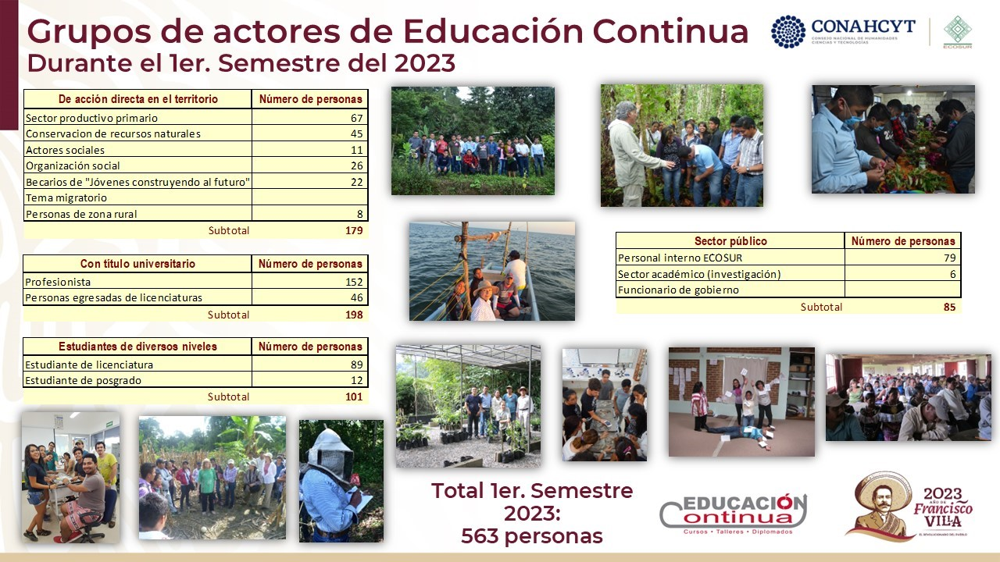 Grupos de actores de Educación Continua
Durante el 1er. Semestre del 2023
CONAHCYT
CONSEJO NACIONAL DE HUMANIDADES
CIENCIAS Y TECNOLOGÍAS
ECOSUR
De acción directa en el territorio Número de personas
Sector productivo primario 67
Conservacion de recursos naturales 45
Actores sociales 11
Organización social 26
Becarios de "Jóvenes construyendo al futuro" 22
Tema migratorio
Personas de zona rural 8
Subtotal 179
Con título universitario Número de personas
Profesionista 152
Personas egresadas de licenciaturas 46
Subtotal 198
Estudiantes de diversos niveles Número de personas
Estudiante de licenciatura 89
Estudiante de posgrado 12
Subtotal 101
Sector público Número de personas
Personal interno ECOSUR 79
Sector académico (investigación) 6
Funcionario de gobierno
Subtotal 85
Total 1er. Semestre
2023:
563 personas
EDUCACIÓN
Continua
Cursos • Talleres • Diplomados
2023
AÑO DE
Francisco
VILLA
EL REVOLUCIONARIO DEL PUEBLO